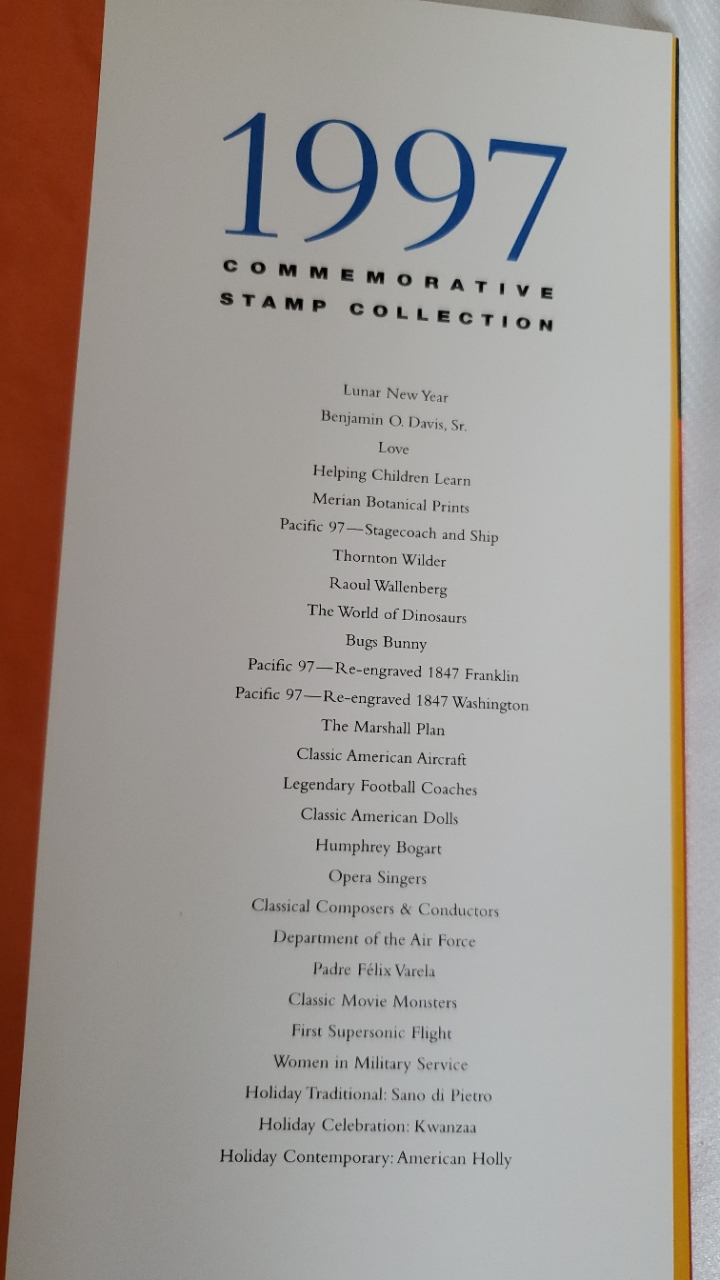 1997
COMMEMORATIVE
STAMP COLLECTION
Lunar New Year
Benjamin O. Davis, Sr.
Love
Helping Children Learn
Merian Botanical Prints
Pacific 97—Stagecoach and Ship
Thornton Wilder
Raoul Wallenberg
The World of Dinosaurs
Bugs Bunny
Pacific 97—Re-engraved 1847 Franklin
Pacific 97—Re-engraved 1847 Washington
The Marshall Plan
Classic American Aircraft
Legendary Football Coaches
Classic American Dolls
Humphrey Bogart
Opera Singers
Classical Composers & Conductors
Department of the Air Force
Padre Félix Varela
Classic Movie Monsters
First Supersonic Flight
Women in Military Service
Holiday Traditional: Sano di Pietro
Holiday Celebration: Kwanzaa
Holiday Contemporary: American Holly